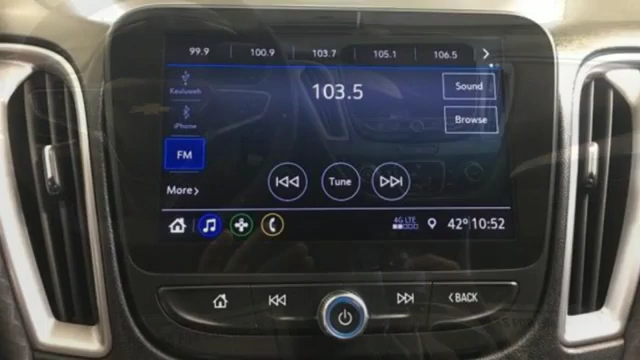 99.9 100.9 103.7 105.1 106.5
Keuluseh
103.5
Sound
iPhone
Browse
FM
Tune
More
4G LTE
42° 10:52
BACK